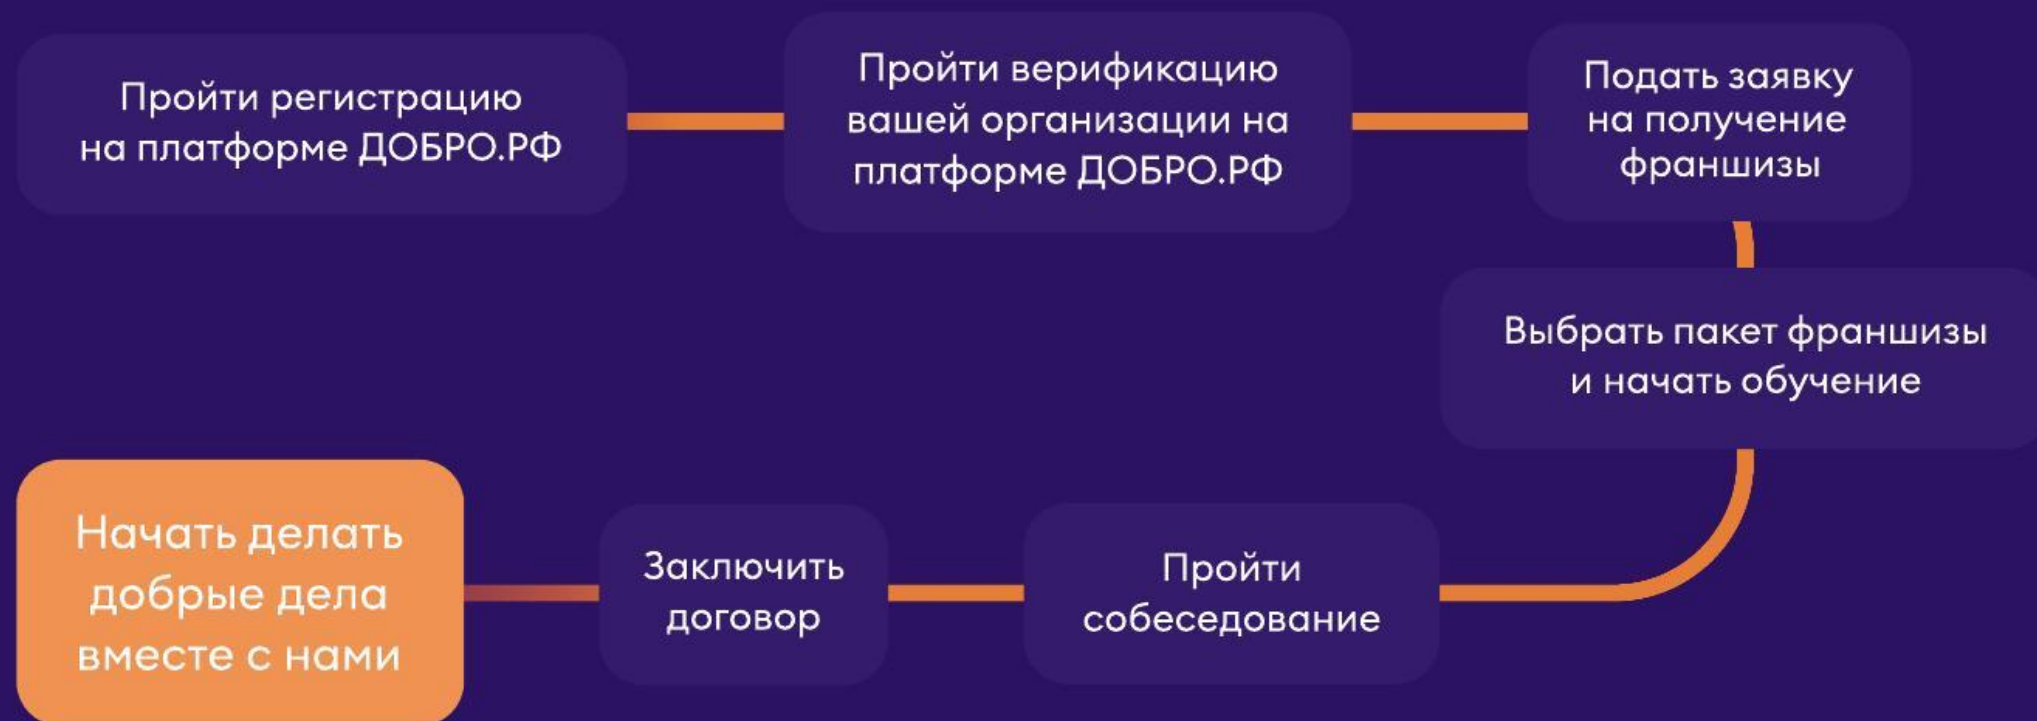 Пройти регистрацию
на платформе ДОБРО.РФ
Пройти верификацию
вашей организации на
платформе ДОБРО.РФ
Подать заявку
на получение
франшизы
Выбрать пакет франшизы
и начать обучение
Пройти
собеседование
Заключить
договор
Начать делать
добрые дела
вместе с нами